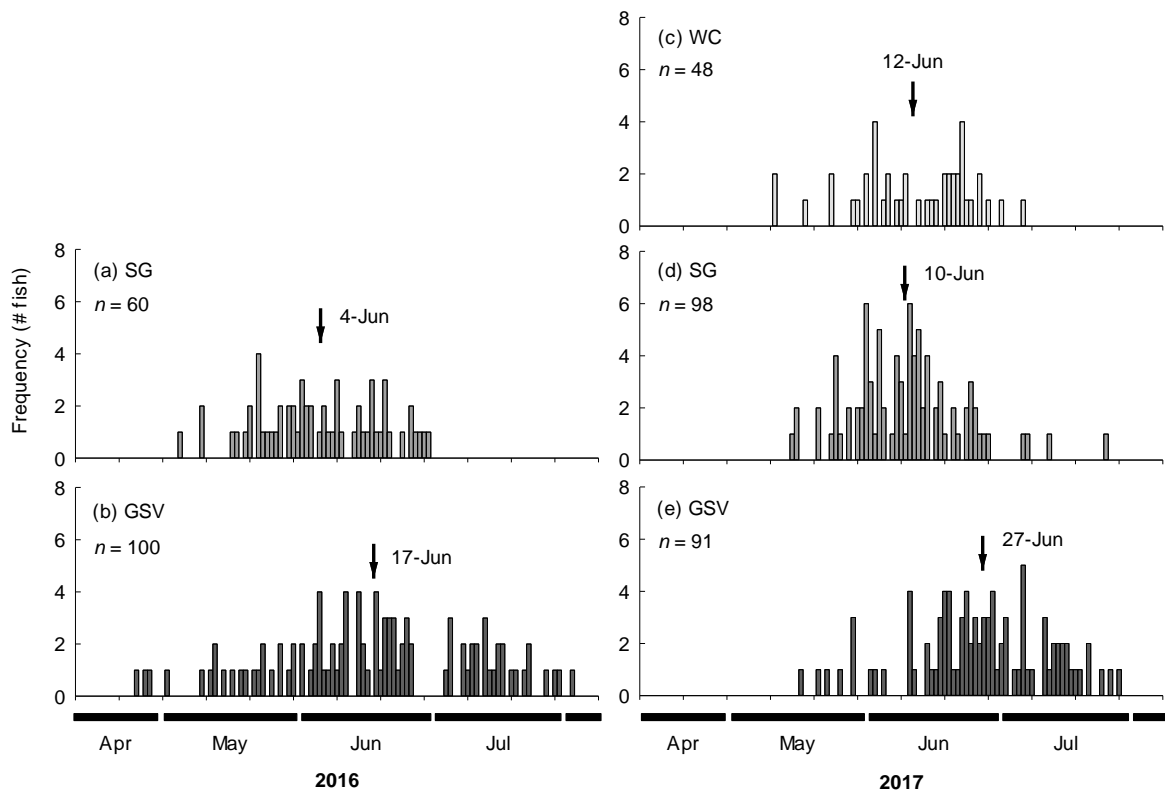 Frequency (# fish)
(a) SG
n = 60
4-Jun
8
6
4
2
0
(b) GSV
n = 100
17-Jun
8
6
4
2
0
Apr May Jun Jul
2016
(c) WC
n = 48
12-Jun
8
6
4
2
0
(d) SG
n = 98
10-Jun
8
6
4
2
0
(e) GSV
n = 91
27-Jun
8
6
4
2
0
Apr May Jun Jul
2017